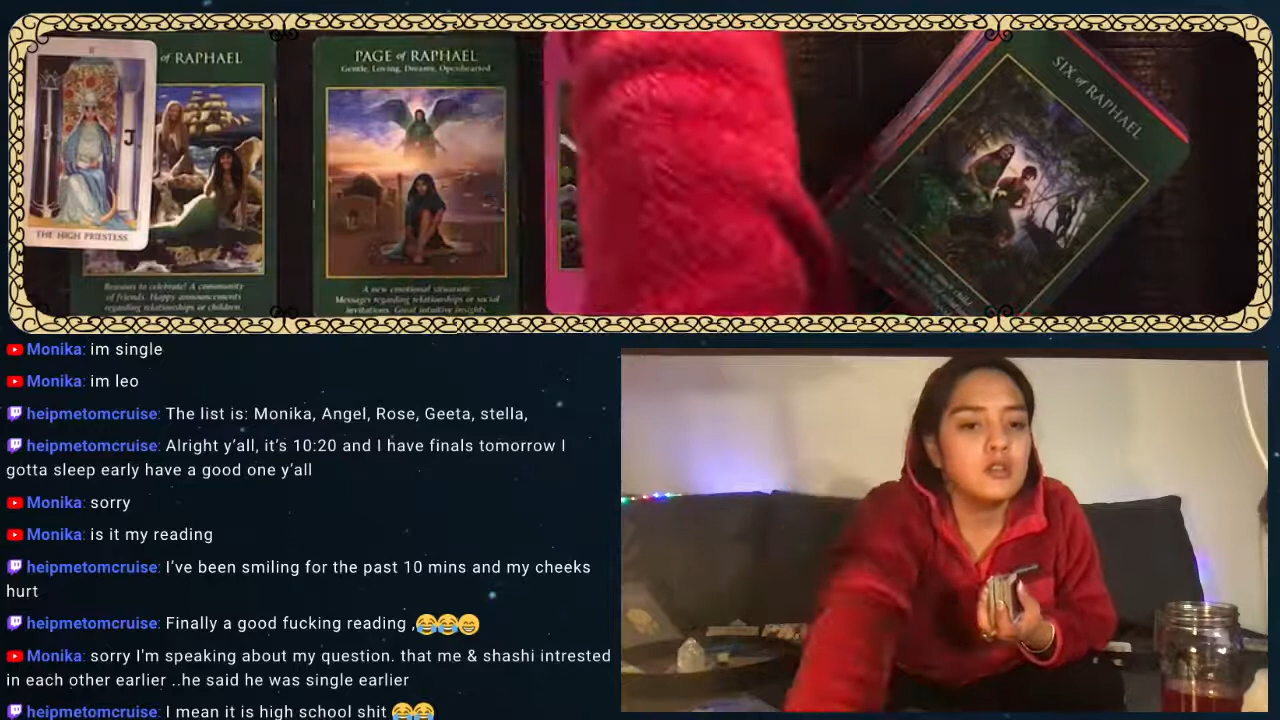 II
B
J
THE HIGH PRIESTESS
of RAPHAEL
Reasons to celebrate! A community
of friends. Happy announcements
regarding relationships or children.
PAGE of RAPHAEL
Gentle, Loving, Dreamy, Openhearted
A new emotional situation.
Messages regarding relationships or social
invitations. Great intuitive insights.
SIX of RAPHAEL
Monika: im single
Monika: im leo
heipmetomcruise: The list is: Monika, Angel, Rose, Geeta, stella,
heipmetomcruise: Alright y’all, it’s 10:20 and I have finals tomorrow I
gotta sleep early have a good one y’all
Monika: sorry
Monika: is it my reading
heipmetomcruise: I’ve been smiling for the past 10 mins and my cheeks
hurt
heipmetomcruise: Finally a good fucking reading ,😂😂😁
Monika: sorry I'm speaking about my question. that me & shashi intrested
in each other earlier ..he said he was single earlier
heipmetomcruise: I mean it is high school shit 😂😂